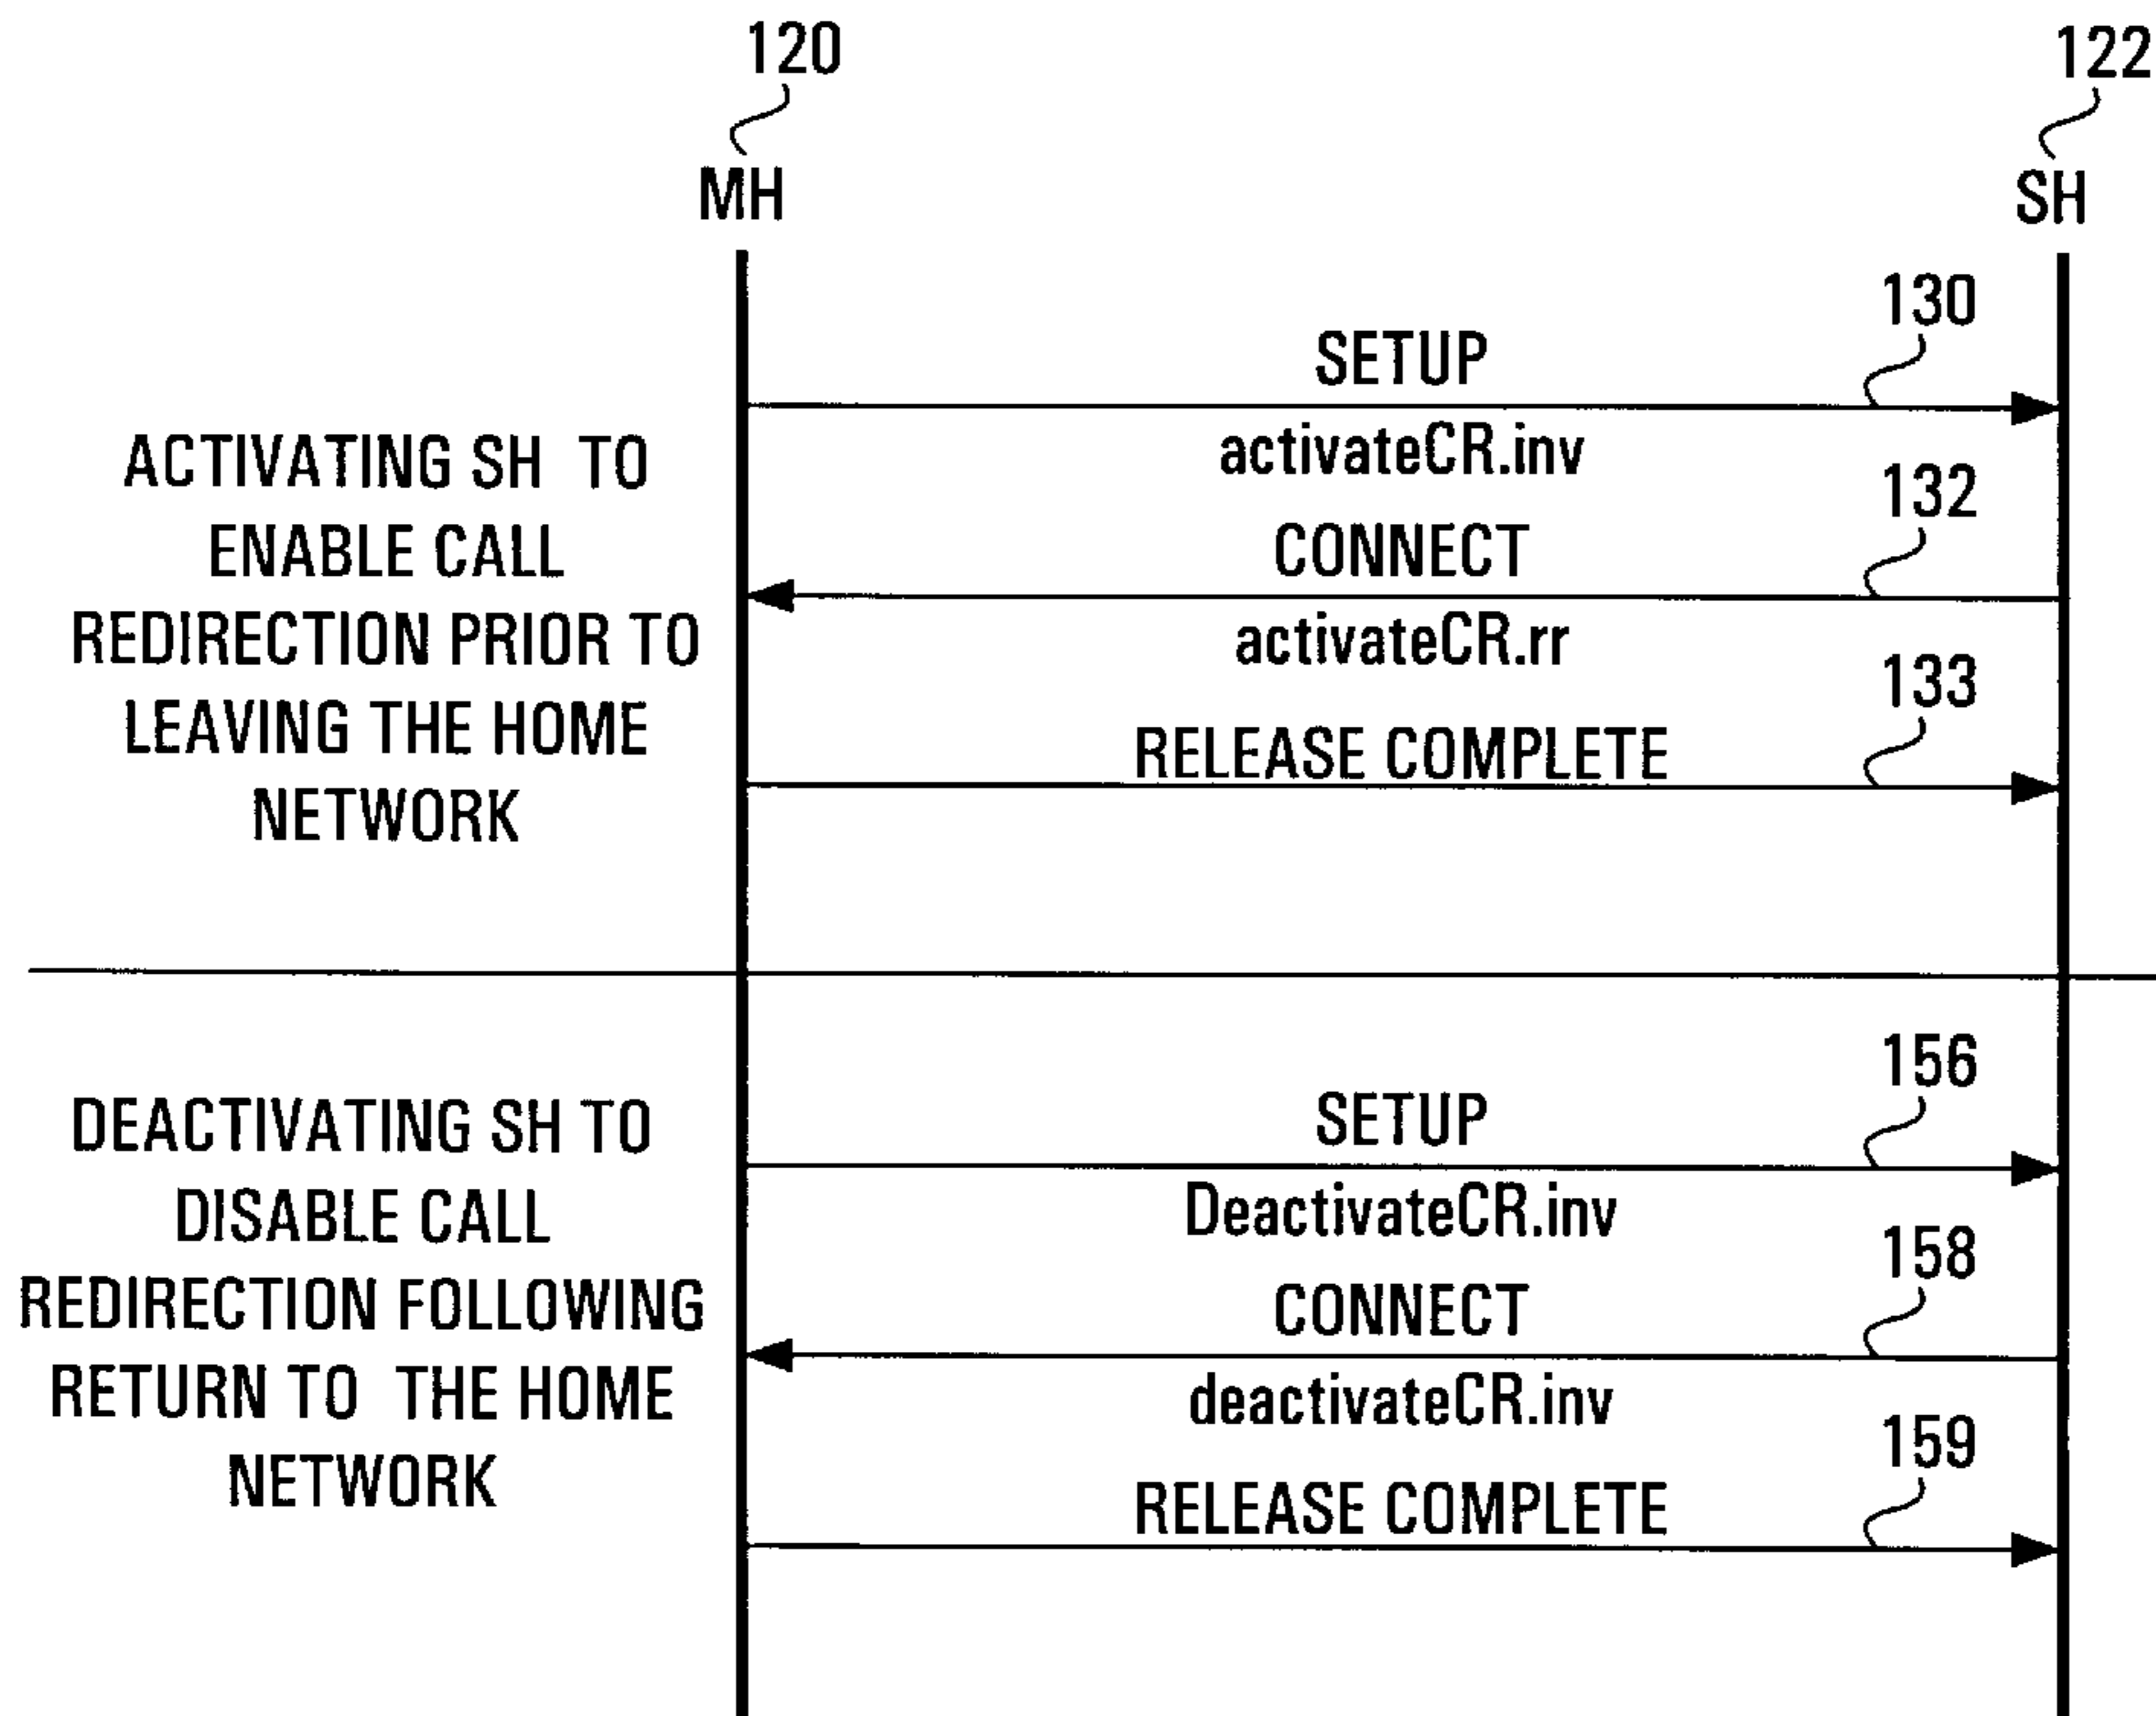 120
122
MH
SH
130
SETUP
activateCR.inv
132
CONNECT
activateCR.rr
133
RELEASE COMPLETE
ACTIVATING SH TO
ENABLE CALL
REDIRECTION PRIOR TO
LEAVING THE HOME
NETWORK
156
SETUP
DeactivateCR.inv
158
CONNECT
deactivateCR.inv
159
RELEASE COMPLETE
DEACTIVATING SH TO
DISABLE CALL
REDIRECTION FOLLOWING
RETURN TO THE HOME
NETWORK